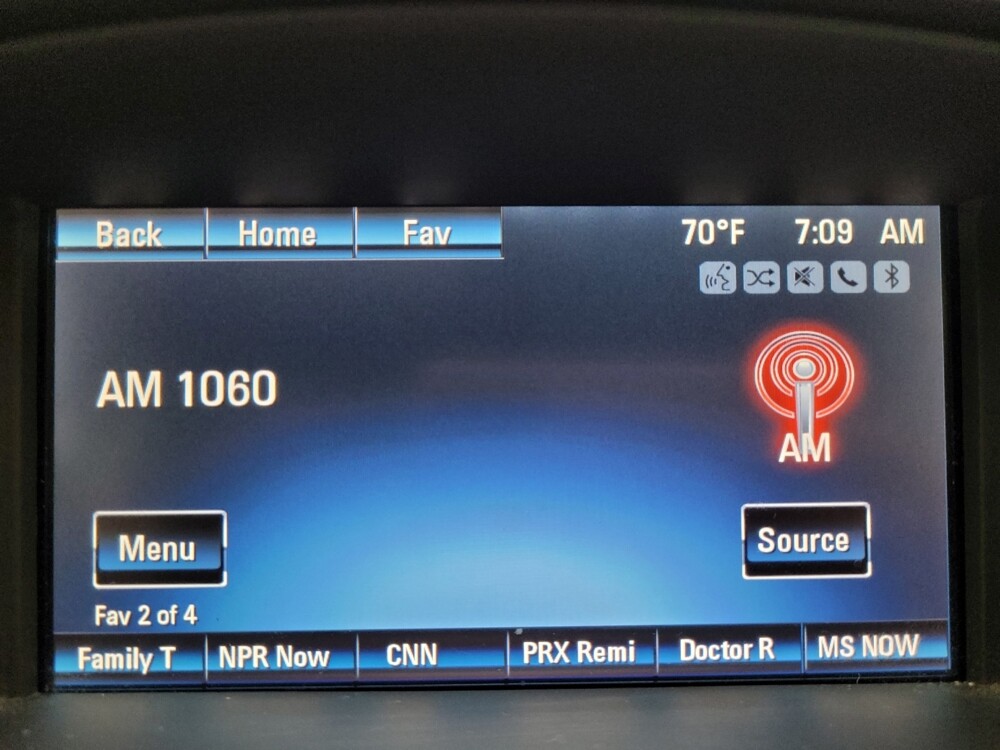 Back Home Fav 70°F 7:09 AM
AM 1060
AM
Menu Source
Fav 2 of 4
Family T NPR Now CNN PRX Remi Doctor R MS NOW